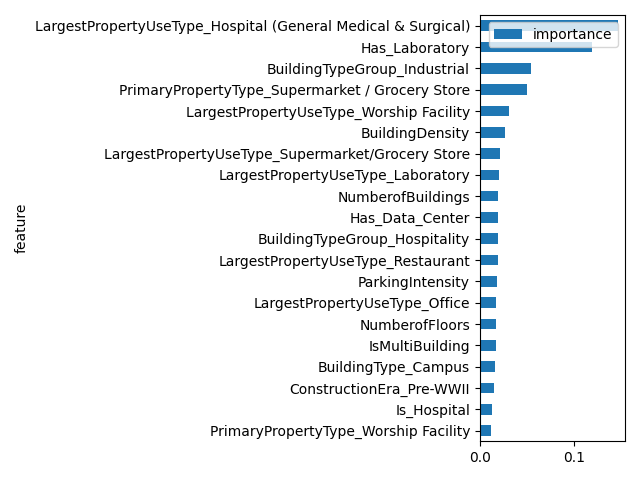 LargestPropertyUseType_Hospital (General Medical & Surgical)
importance
Has_Laboratory
BuildingTypeGroup_Industrial
PrimaryPropertyType_Supermarket / Grocery Store
LargestPropertyUseType_Worship Facility
BuildingDensity
LargestPropertyUseType_Supermarket/Grocery Store
LargestPropertyUseType_Laboratory
NumberofBuildings
Has_Data_Center
BuildingTypeGroup_Hospitality
LargestPropertyUseType_Restaurant
ParkingIntensity
LargestPropertyUseType_Office
NumberofFloors
IsMultiBuilding
BuildingType_Campus
ConstructionEra_Pre-WWII
Is_Hospital
PrimaryPropertyType_Worship Facility
feature
0.0 0.1